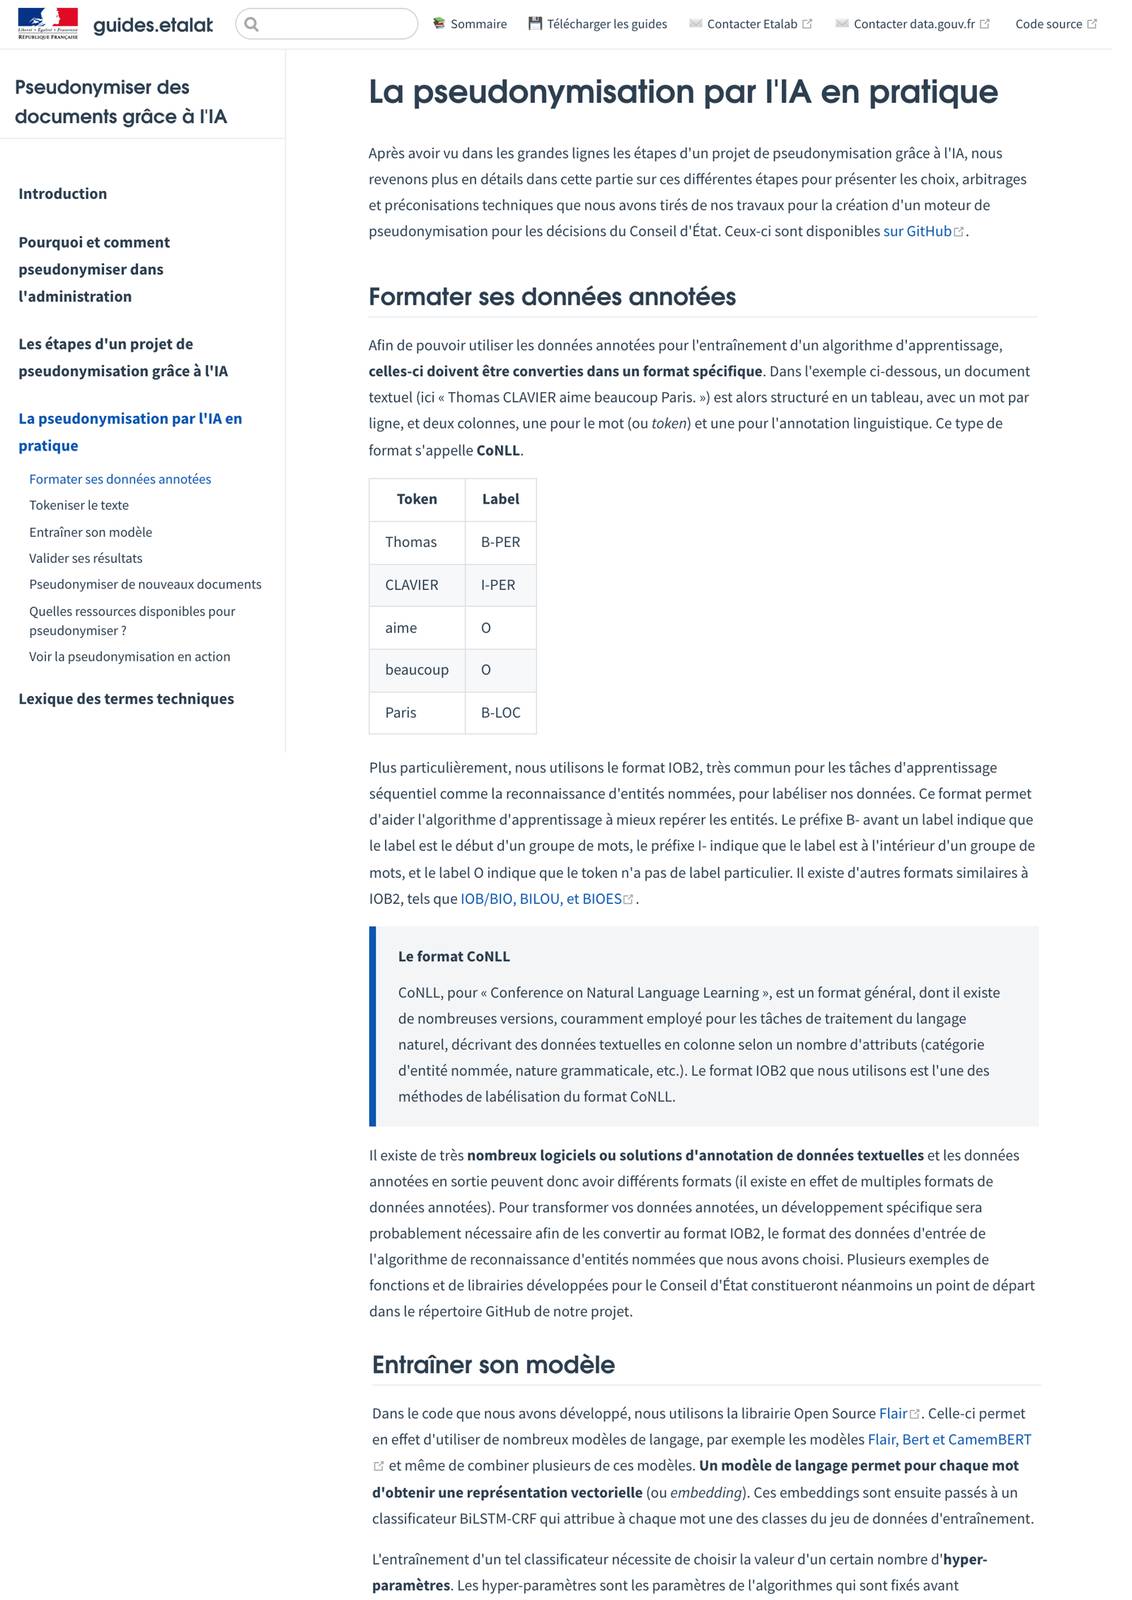 Liberté • Égalité • Fraternité
RÉPUBLIQUE FRANÇAISE
guides.etalab
Sommaire
Télécharger les guides
Contacter Etalab
Contacter data.gouv.fr
Code source
Pseudonymiser des
documents grâce à l'IA
Introduction
Pourquoi et comment
pseudonymiser dans
l'administration
Les étapes d'un projet de
pseudonymisation grâce à l'IA
La pseudonymisation par l'IA en
pratique
Formater ses données annotées
Tokeniser le texte
Entraîner son modèle
Valider ses résultats
Pseudonymiser de nouveaux documents
Quelles ressources disponibles pour
pseudonymiser ?
Voir la pseudonymisation en action
Lexique des termes techniques
La pseudonymisation par l'IA en pratique
Après avoir vu dans les grandes lignes les étapes d'un projet de pseudonymisation grâce à l'IA, nous
revenons plus en détails dans cette partie sur ces différentes étapes pour présenter les choix, arbitrages
et préconisations techniques que nous avons tirés de nos travaux pour la création d'un moteur de
pseudonymisation pour les décisions du Conseil d'État. Ceux-ci sont disponibles sur GitHub.
Formater ses données annotées
Afin de pouvoir utiliser les données annotées pour l'entraînement d'un algorithme d'apprentissage,
celles-ci doivent être converties dans un format spécifique. Dans l'exemple ci-dessous, un document
textuel (ici « Thomas CLAVIER aime beaucoup Paris. ») est alors structuré en un tableau, avec un mot par
ligne, et deux colonnes, une pour le mot (ou token) et une pour l'annotation linguistique. Ce type de
format s'appelle CoNLL.
Token Label
Thomas B-PER
CLAVIER I-PER
aime O
beaucoup O
Paris B-LOC
Plus particulièrement, nous utilisons le format IOB2, très commun pour les tâches d'apprentissage
séquentiel comme la reconnaissance d'entités nommées, pour labéliser nos données. Ce format permet
d'aider l'algorithme d'apprentissage à mieux repérer les entités. Le préfixe B- avant un label indique que
le label est le début d'un groupe de mots, le préfixe I- indique que le label est à l'intérieur d'un groupe de
mots, et le label O indique que le token n'a pas de label particulier. Il existe d'autres formats similaires à
IOB2, tels que IOB/BIO, BILOU, et BIOES.
Le format CoNLL
CoNLL, pour « Conference on Natural Language Learning », est un format général, dont il existe
de nombreuses versions, couramment employé pour les tâches de traitement du langage
naturel, décrivant des données textuelles en colonne selon un nombre d'attributs (catégorie
d'entité nommée, nature grammaticale, etc.). Le format IOB2 que nous utilisons est l'une des
méthodes de labélisation du format CoNLL.
Il existe de très nombreux logiciels ou solutions d'annotation de données textuelles et les données
annotées en sortie peuvent donc avoir différents formats (il existe en effet de multiples formats de
données annotées). Pour transformer vos données annotées, un développement spécifique sera
probablement nécessaire afin de les convertir au format IOB2, le format des données d'entrée de
l'algorithme de reconnaissance d'entités nommées que nous avons choisi. Plusieurs exemples de
fonctions et de librairies développées pour le Conseil d'État constitueront néanmoins un point de départ
dans le répertoire GitHub de notre projet.
Entraîner son modèle
Dans le code que nous avons développé, nous utilisons la librairie Open Source Flair. Celle-ci permet
en effet d'utiliser de nombreux modèles de langage, par exemple les modèles Flair, Bert et CamemBERT
et même de combiner plusieurs de ces modèles. Un modèle de langage permet pour chaque mot
d'obtenir une représentation vectorielle (ou embedding). Ces embeddings sont ensuite passés à un
classificateur BiLSTM-CRF qui attribue à chaque mot une des classes du jeu de données d'entraînement.
L'entraînement d'un tel classificateur nécessite de choisir la valeur d'un certain nombre d'hyper-
paramètres. Les hyper-paramètres sont les paramètres de l'algorithmes qui sont fixés avant